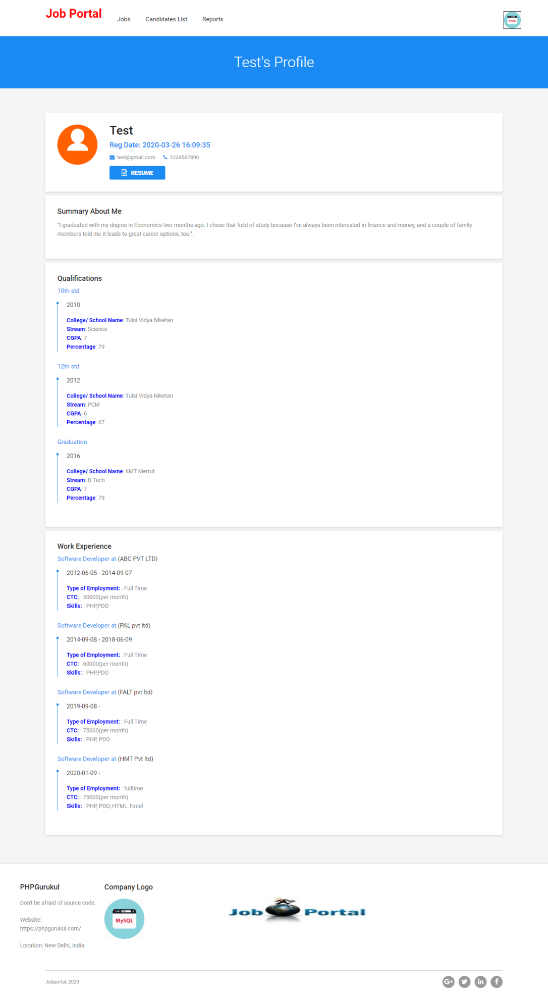 Job Portal
Jobs
Candidates List
Reports
MySQL
Test's Profile
Test
Reg Date: 2020-03-26 16:09:35
test@gmail.com 1234567890
RESUME
Summary About Me
“I graduated with my degree in Economics two months ago. I chose that field of study because I’ve always been interested in finance and money, and a couple of family
members told me it leads to great career options, too.”.
Qualifications
10th std
2010
College/ School Name: Tulsi Vidya Niketan
Stream: Science
CGPA: 7
Percentage: 79
12th std
2012
College/ School Name: Tulsi Vidya Niketan
Stream: PCM
CGPA: 6
Percentage: 67
Graduation
2016
College/ School Name: IIMT Merrut
Stream: B.Tech
CGPA: 7
Percentage: 79
Work Experience
Software Developer at (ABC PVT LTD)
2012-06-05 - 2014-09-07
Type of Employment: : Full Time
CTC: : 50000(per month)
Skills: : PHP,PDO
Software Developer at (PAL pvt ltd)
2014-09-08 - 2018-06-09
Type of Employment: : Full Time
CTC: : 60000(per month)
Skills: : PHP,PDO
Software Developer at (FALT pvt ltd)
2019-09-08 -
Type of Employment: : Full Time
CTC: : 75000(per month)
Skills: : PHP, PDO
Software Developer at (HMT Pvt ltd)
2020-01-09 -
Type of Employment: : fulltime
CTC: : 75000(per month)
Skills: : PHP, PDO, HTML, Excel
PHPGurukul
Don't be afraid of source code.
Website:
https://phpgurukul.com/
Location: New Delhi, India
Company Logo
MySQL
Job Portal
Jobportal; 2020
G+
in
f